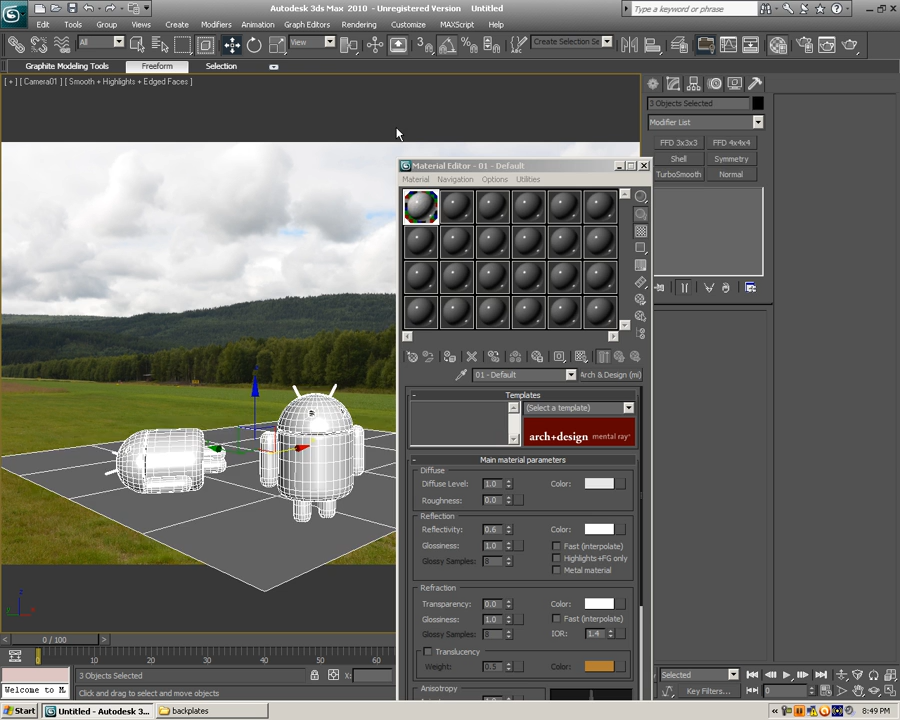 Autodesk 3ds Max 2010 - Unregistered Version Untitled
Type a keyword or phrase
Edit Tools Group Views Create Modifiers Animation Graph Editors Rendering Customize MAXScript Help
All View Create Selection Se
Graphite Modeling Tools Freeform Selection
[ + ] [ Camera01 ] [ Smooth + Highlights + Edged Faces ]
3 Objects Selected
Modifier List
FFD 3x3x3 FFD 4x4x4
Shell Symmetry
TurboSmooth Normal
Material Editor - 01 - Default
Material Navigation Options Utilities
01 - Default Arch & Design (mi)
Templates
(Select a template)
arch+design mental ray
Main material parameters
Diffuse
Diffuse Level: 1.0 Color:
Roughness: 0.0
Reflection
Reflectivity: 0.6 Color:
Glossiness: 1.0 Fast (interpolate)
Highlights+FG only
Glossy Samples: 8
Metal material
Refraction
Transparency: 0.0 Color:
Glossiness: 1.0 Fast (interpolate)
Glossy Samples: 8 IOR: 1.4
Translucency
Weight: 0.5 Color:
Anisotropy
z
x
< 0 / 100 >
0 10 20 30 40 50 60
3 Objects Selected X:
Welcome to M
Click and drag to select and move objects
Selected
Key Filters... 0
Start Untitled - Autodesk 3... backplates 8:49 PM